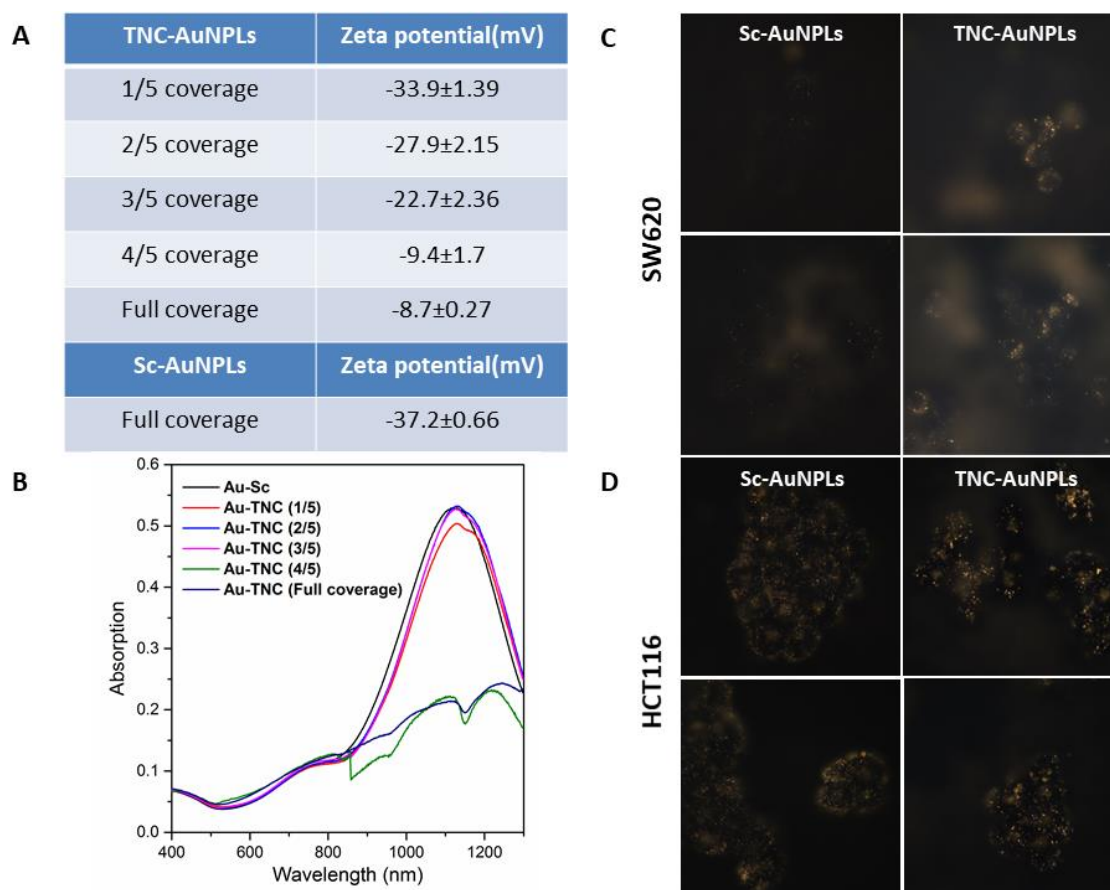 A
TNC-AuNPLs Zeta potential(mV)
1/5 coverage -33.9±1.39
2/5 coverage -27.9±2.15
3/5 coverage -22.7±2.36
4/5 coverage -9.4±1.7
Full coverage -8.7±0.27
Sc-AuNPLs Zeta potential(mV)
Full coverage -37.2±0.66
B
0.6
0.5
0.4
0.3
0.2
0.1
0.0
Absorption
Au-Sc
Au-TNC (1/5)
Au-TNC (2/5)
Au-TNC (3/5)
Au-TNC (4/5)
Au-TNC (Full coverage)
400 600 800 1000 1200
Wavelength (nm)
C
Sc-AuNPLs TNC-AuNPLs
SW620
D
Sc-AuNPLs TNC-AuNPLs
HCT116